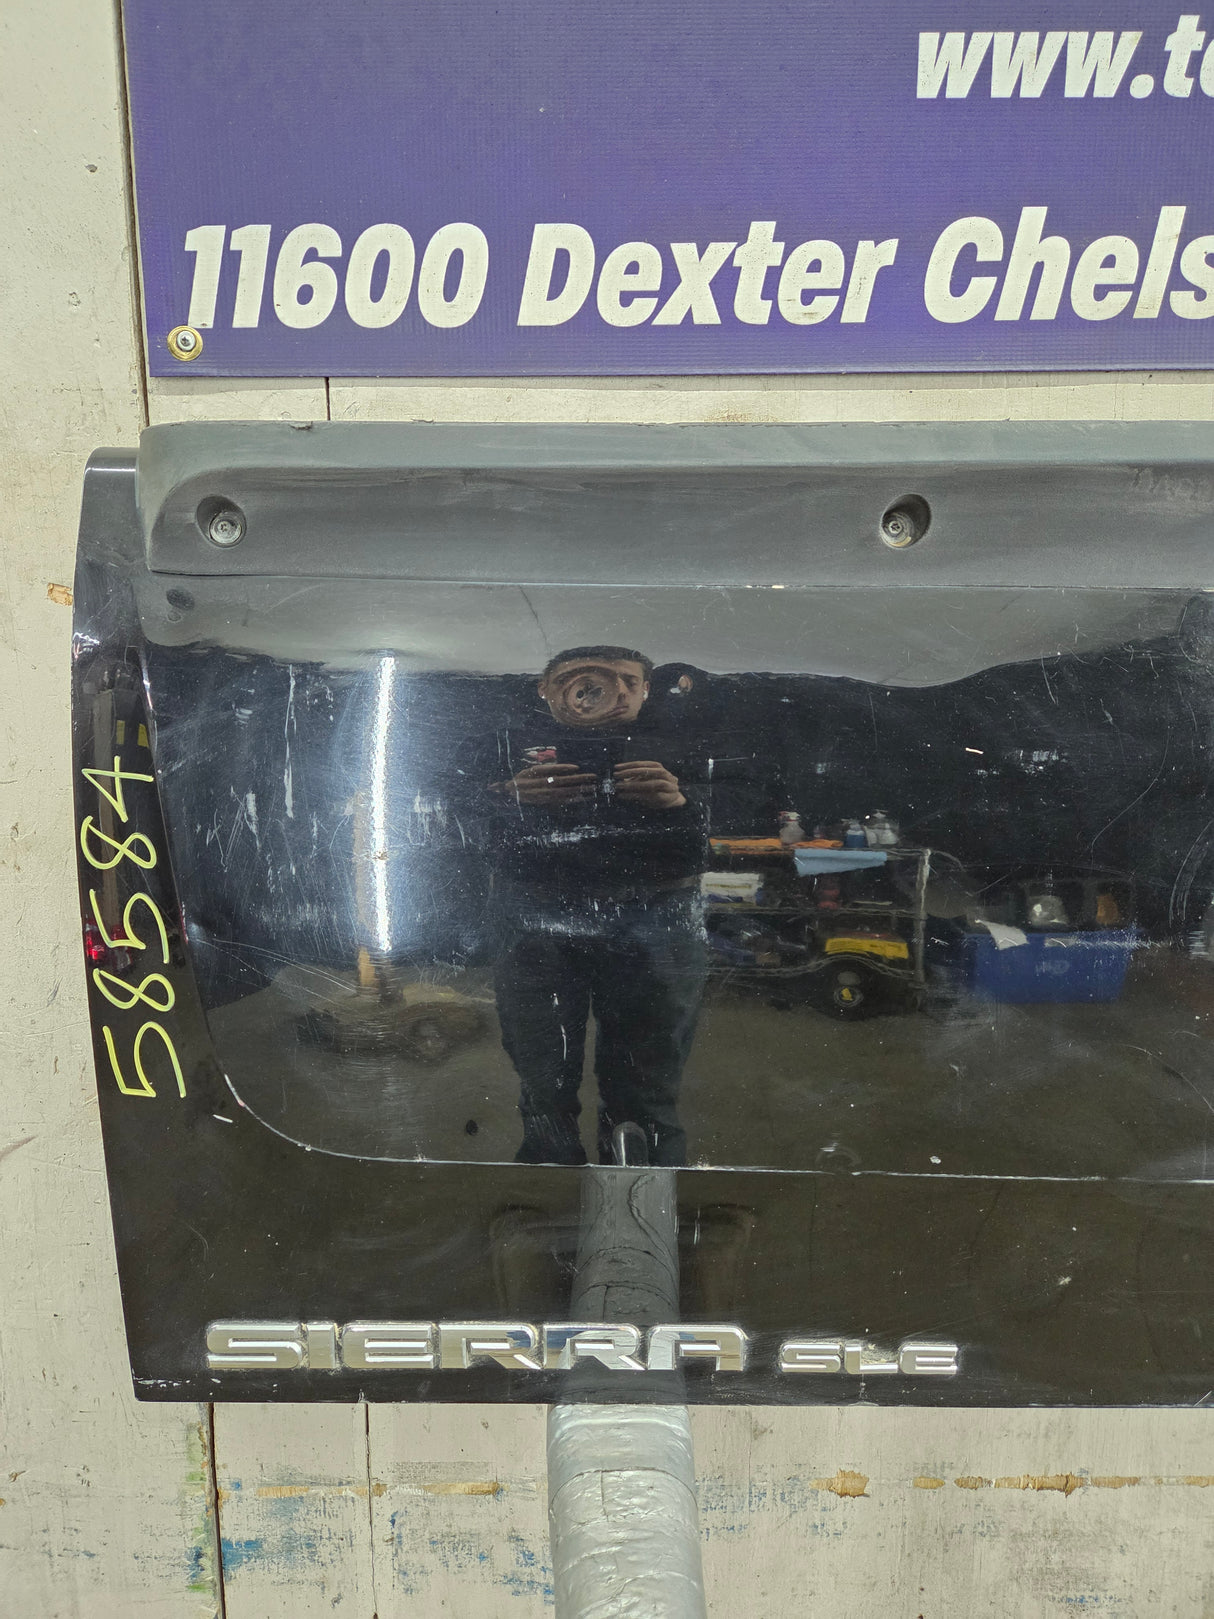 www.t
11600 Dexter Chels
58584
SIERRA SLE